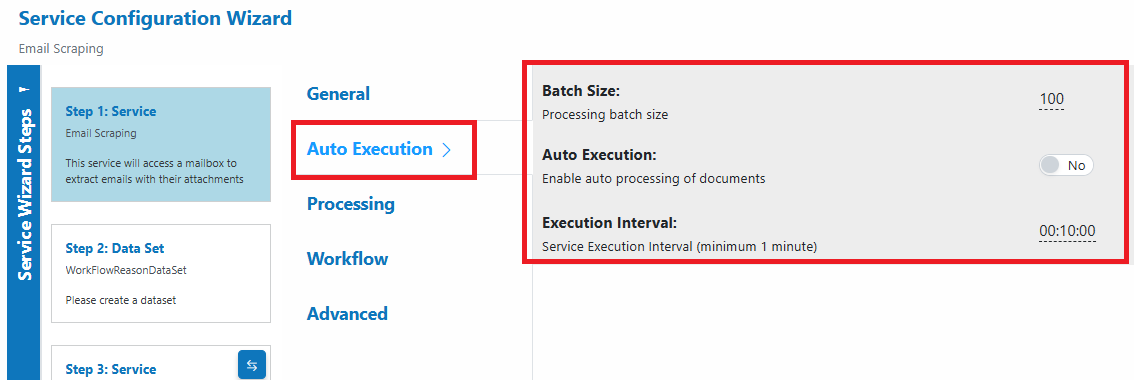 Service Configuration Wizard
Email Scraping
Service Wizard Steps
Step 1: Service
Email Scraping
This service will access a mailbox to
extract emails with their attachments
Step 2: Data Set
WorkFlowReasonDataSet
Please create a dataset
Step 3: Service
General
Auto Execution
Processing
Workflow
Advanced
Batch Size:
Processing batch size
100
Auto Execution:
Enable auto processing of documents
No
Execution Interval:
Service Execution Interval (minimum 1 minute)
00:10:00